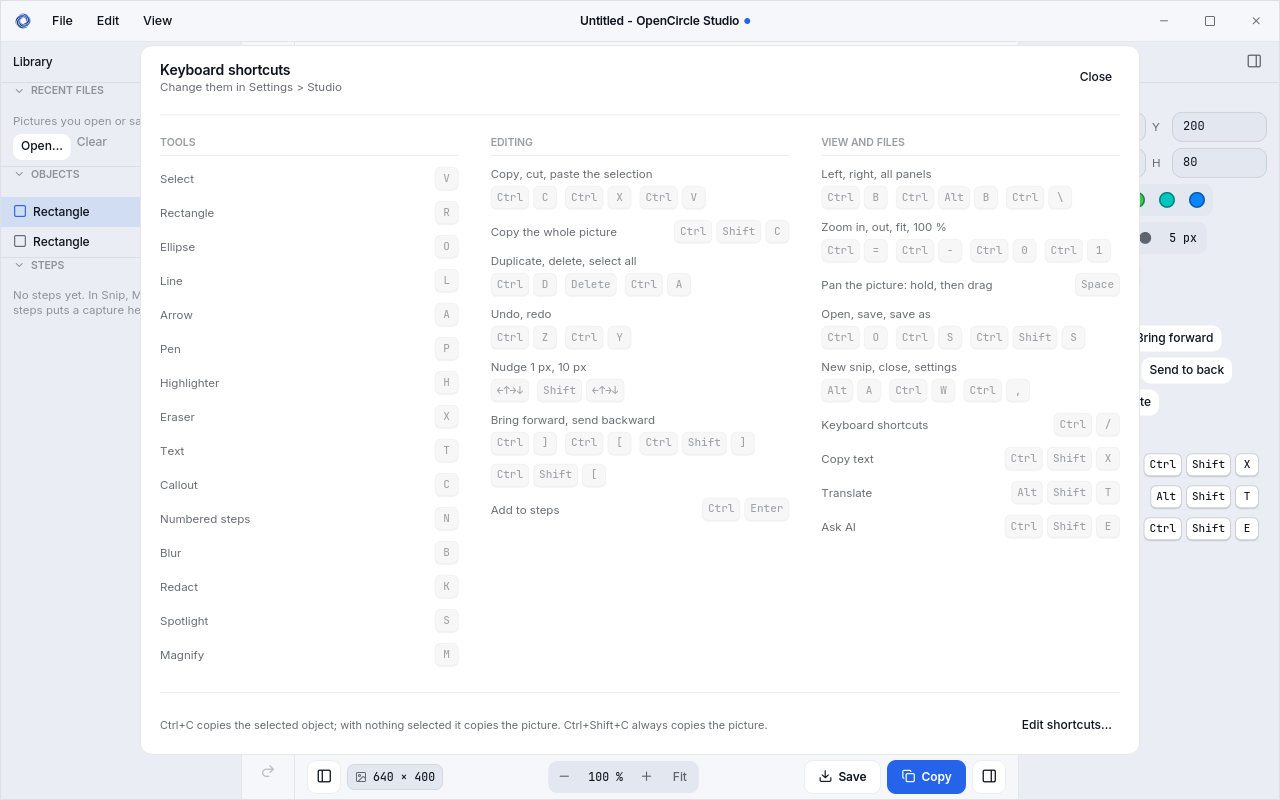 File Edit View
Untitled - OpenCircle Studio
Library
RECENT FILES
Pictures you open or sa
Open... Clear
OBJECTS
Rectangle
Rectangle
STEPS
No steps yet. In Snip, M
steps puts a capture he
Keyboard shortcuts
Change them in Settings > Studio
Close
TOOLS
Select V
Rectangle R
Ellipse O
Line L
Arrow A
Pen P
Highlighter H
Eraser X
Text T
Callout C
Numbered steps N
Blur B
Redact K
Spotlight S
Magnify M
EDITING
Copy, cut, paste the selection
Ctrl C Ctrl X Ctrl V
Copy the whole picture Ctrl Shift C
Duplicate, delete, select all
Ctrl D Delete Ctrl A
Undo, redo
Ctrl Z Ctrl Y
Nudge 1 px, 10 px
←↑→↓ Shift ←↑→↓
Bring forward, send backward
Ctrl ] Ctrl [ Ctrl Shift ]
Ctrl Shift [
Add to steps Ctrl Enter
VIEW AND FILES
Left, right, all panels
Ctrl B Ctrl Alt B Ctrl \
Zoom in, out, fit, 100 %
Ctrl = Ctrl - Ctrl 0 Ctrl 1
Pan the picture: hold, then drag Space
Open, save, save as
Ctrl O Ctrl S Ctrl Shift S
New snip, close, settings
Alt A Ctrl W Ctrl ,
Keyboard shortcuts Ctrl /
Copy text Ctrl Shift X
Translate Alt Shift T
Ask AI Ctrl Shift E
Ctrl+C copies the selected object; with nothing selected it copies the picture. Ctrl+Shift+C always copies the picture.
Edit shortcuts...
Y 200
H 80
5 px
Bring forward
Send to back
te
Ctrl Shift X
Alt Shift T
Ctrl Shift E
640 × 400
− 100 % + Fit
Save
Copy